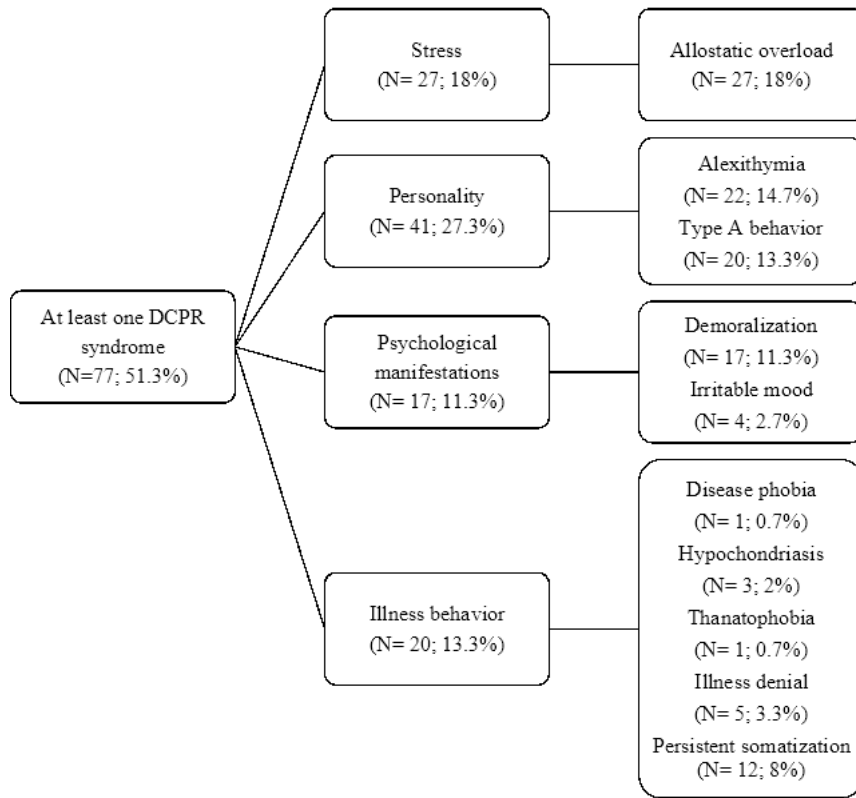 At least one DCPR
syndrome
(N=77; 51.3%)
Stress
(N= 27; 18%)
Allostatic overload
(N= 27; 18%)
Personality
(N= 41; 27.3%)
Alexithymia
(N= 22; 14.7%)
Type A behavior
(N= 20; 13.3%)
Psychological
manifestations
(N= 17; 11.3%)
Demoralization
(N= 17; 11.3%)
Irritable mood
(N= 4; 2.7%)
Illness behavior
(N= 20; 13.3%)
Disease phobia
(N= 1; 0.7%)
Hypochondriasis
(N= 3; 2%)
Thanatophobia
(N= 1; 0.7%)
Illness denial
(N= 5; 3.3%)
Persistent somatization
(N= 12; 8%)